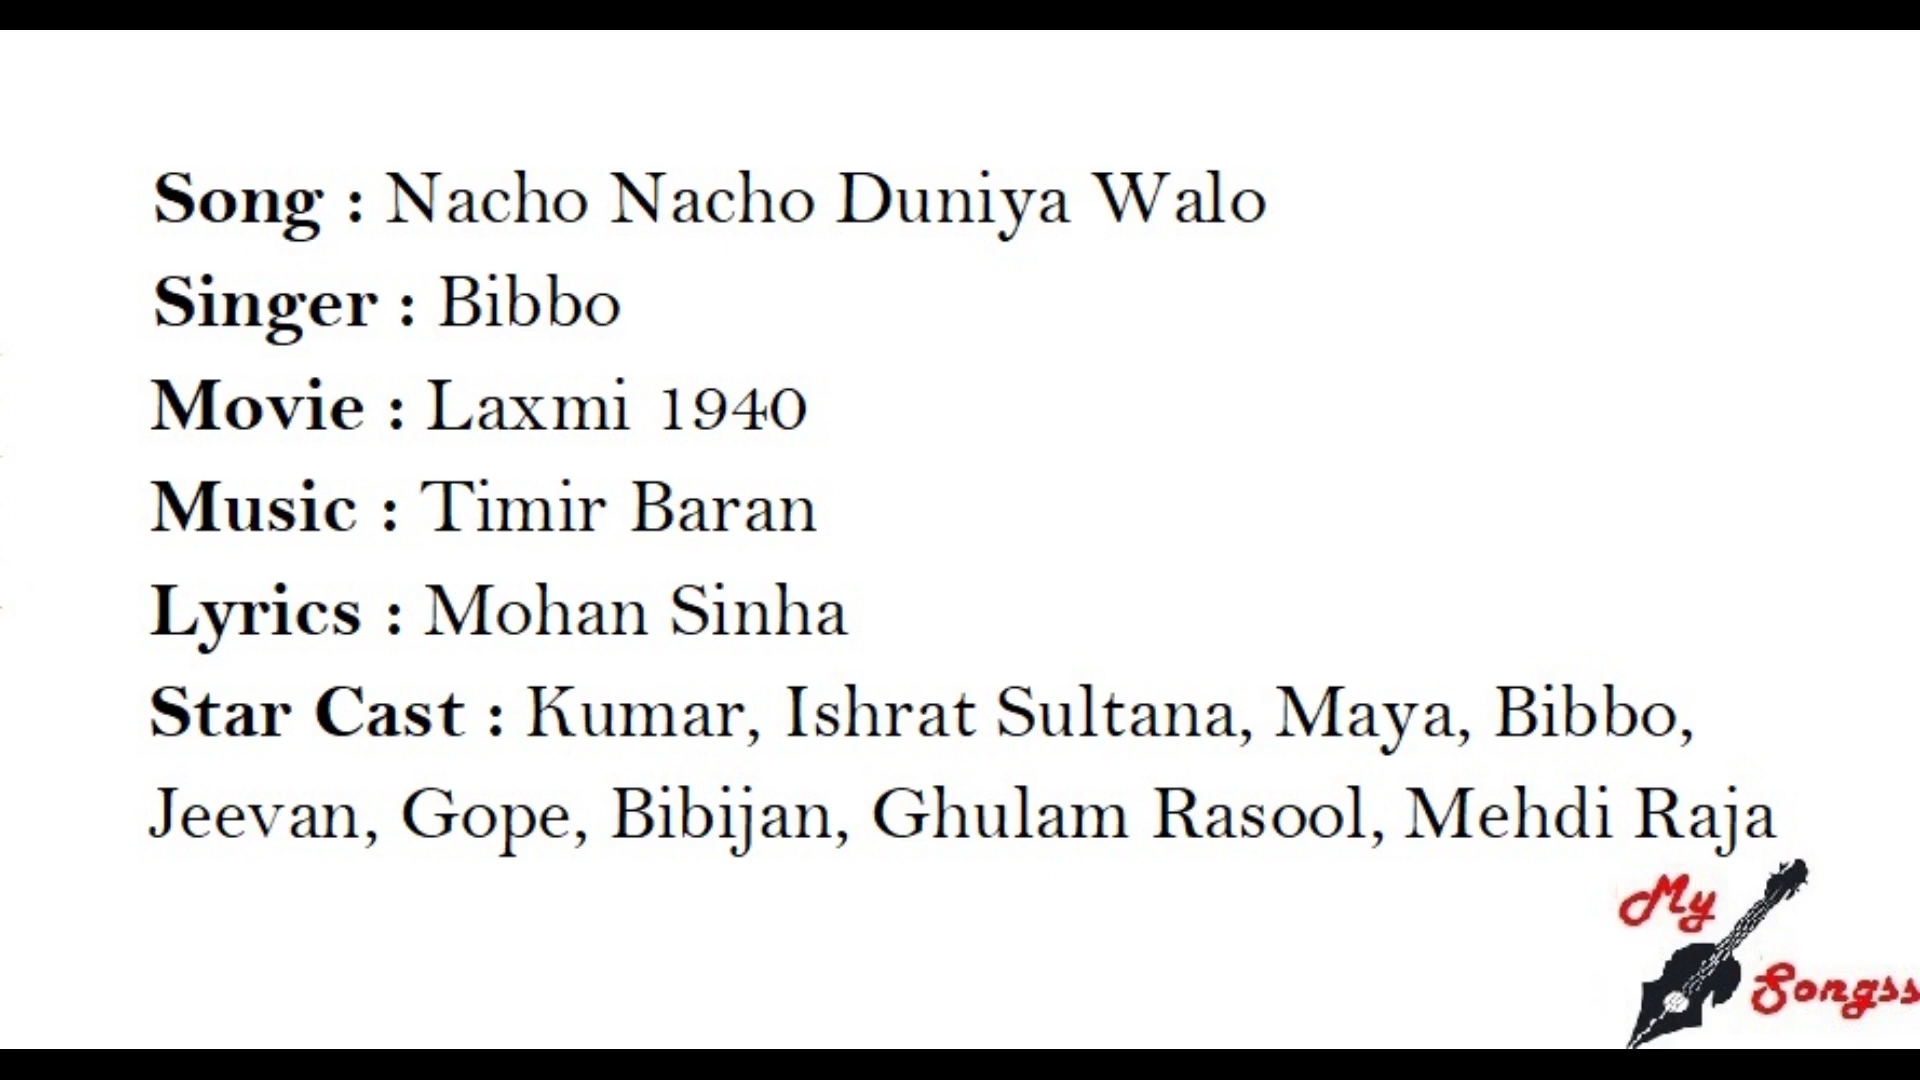 Song : Nacho Nacho Duniya Walo
Singer : Bibbo
Movie : Laxmi 1940
Music : Timir Baran
Lyrics : Mohan Sinha
Star Cast : Kumar, Ishrat Sultana, Maya, Bibbo,
Jeevan, Gope, Bibijan, Ghulam Rasool, Mehdi Raja
My
Songss